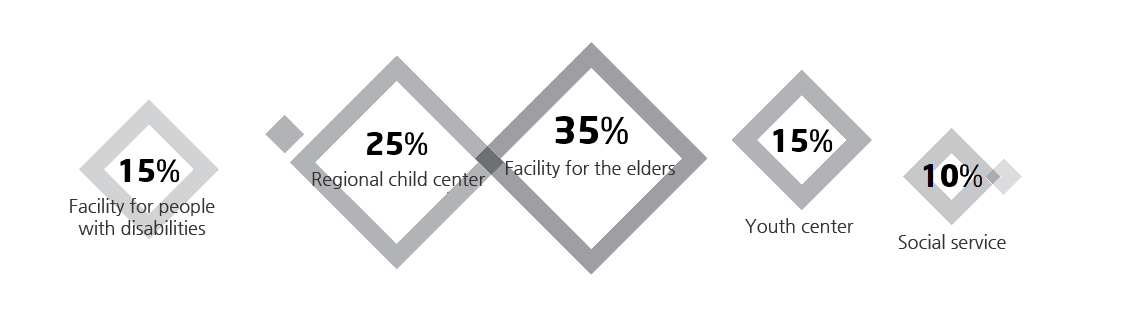 15%
Facility for people
with disabilities
25%
Regional child center
35%
Facility for the elders
15%
Youth center
10%
Social service